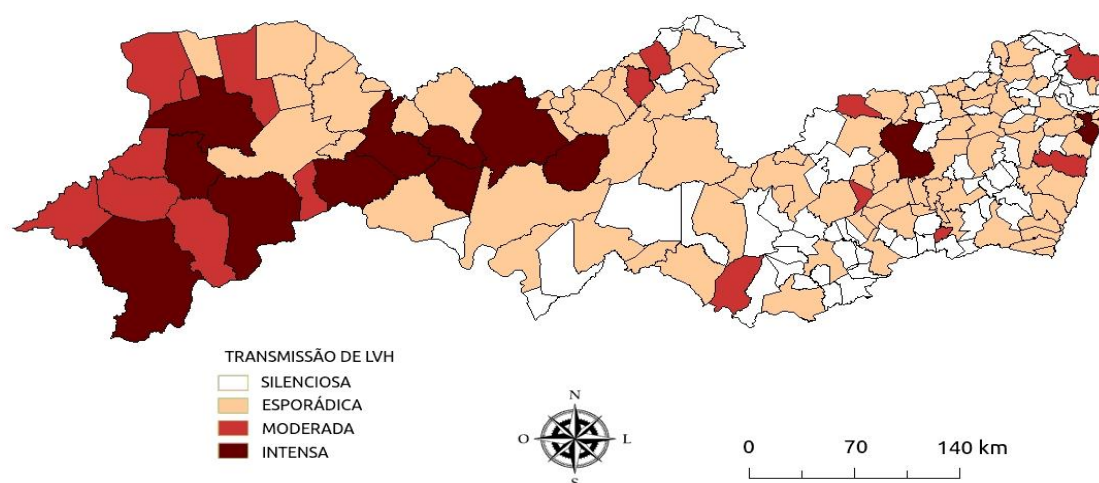 TRANSMISSÃO DE LVH
SILENCIOSA
ESPORÁDICA
MODERADA
INTENSA
N
O L
S
0 70 140 km